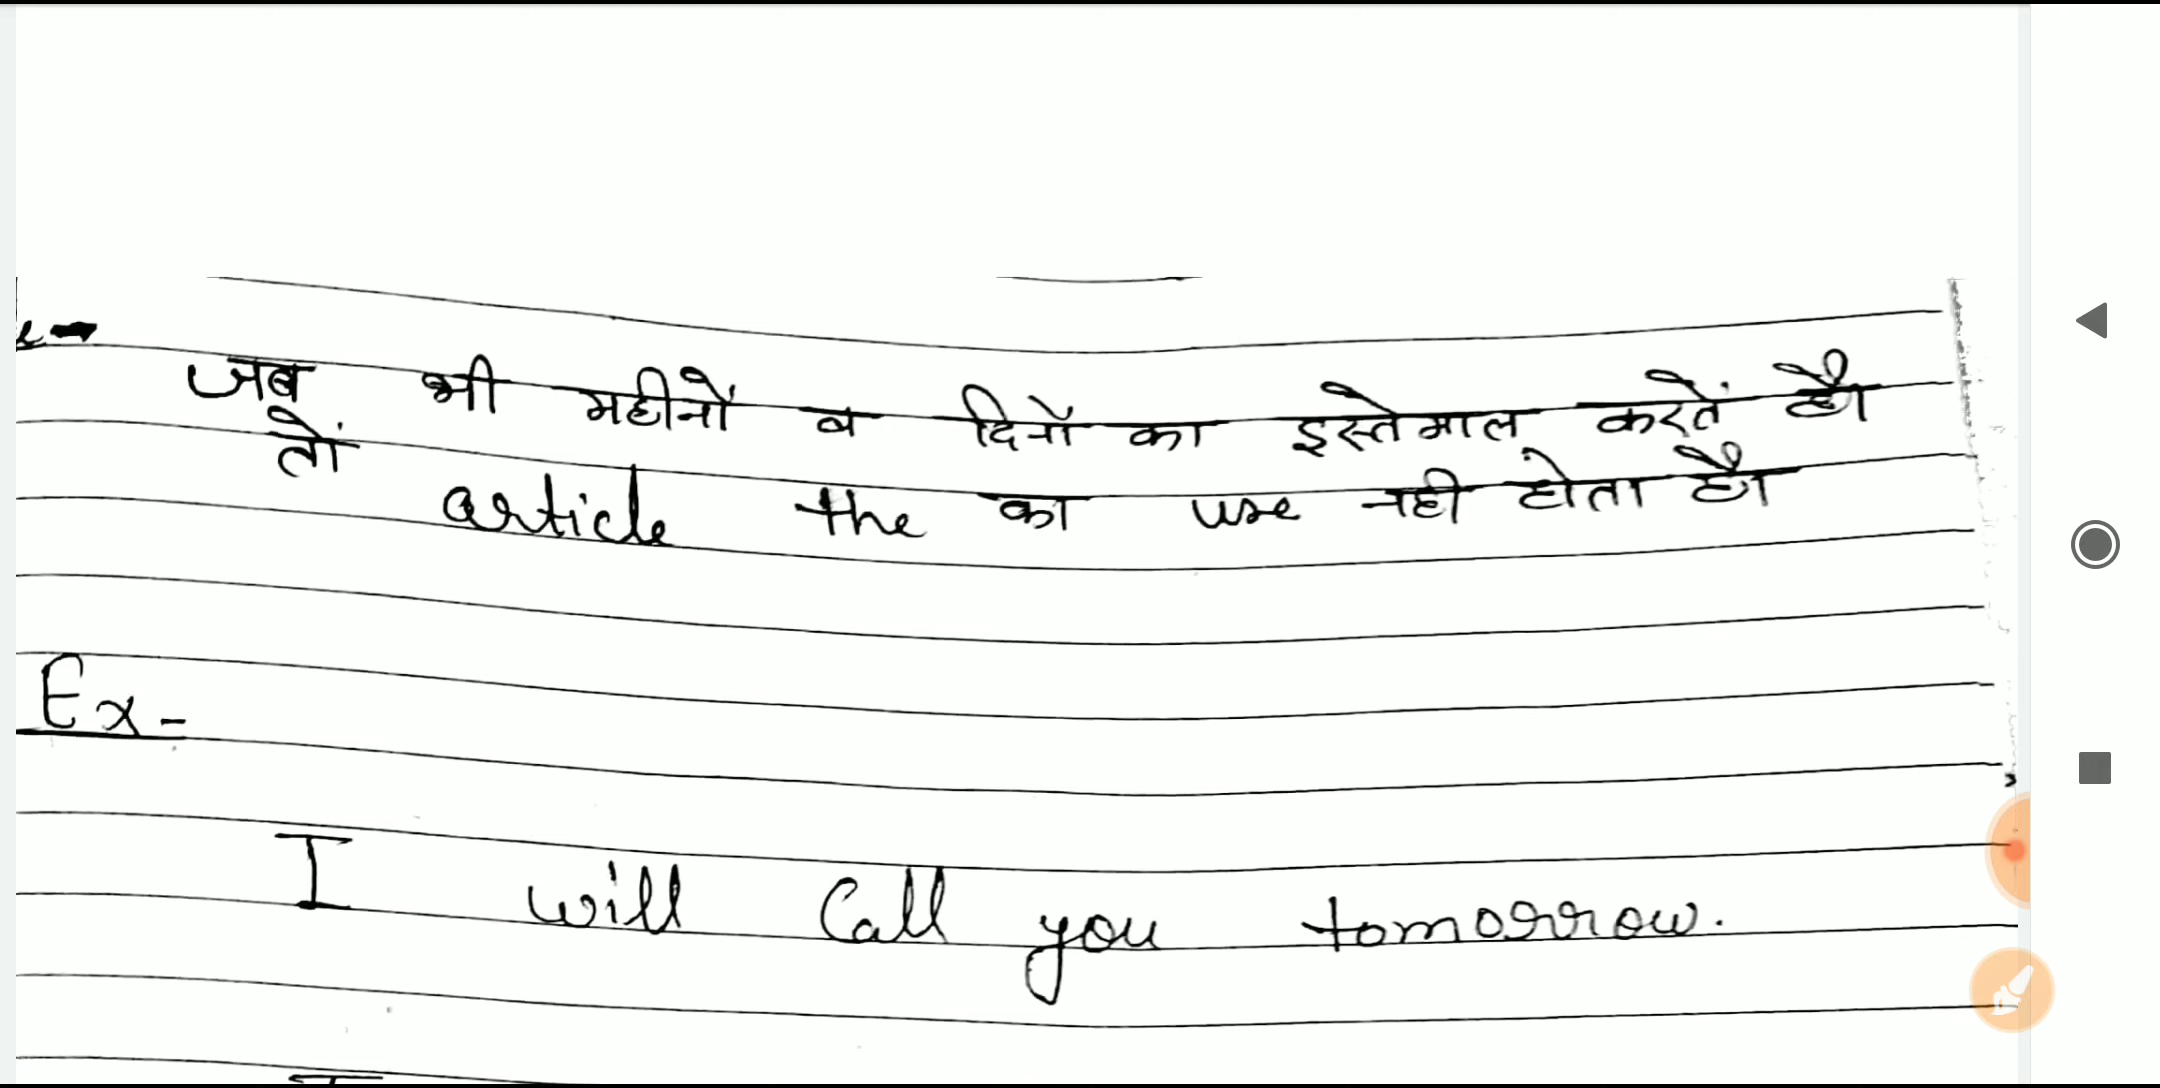 जब भी महीनों व दिनों का इस्तेमाल करतें है
तों article the का use नही होंता है
Ex-
I will Call you tomorrow.